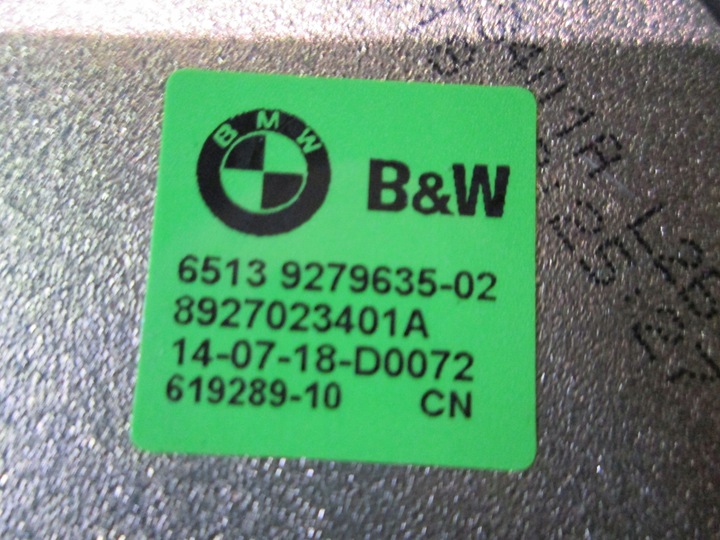 BMW
B&W
6513 9279635-02
8927023401A
14-07-18-D0072
619289-10 CN